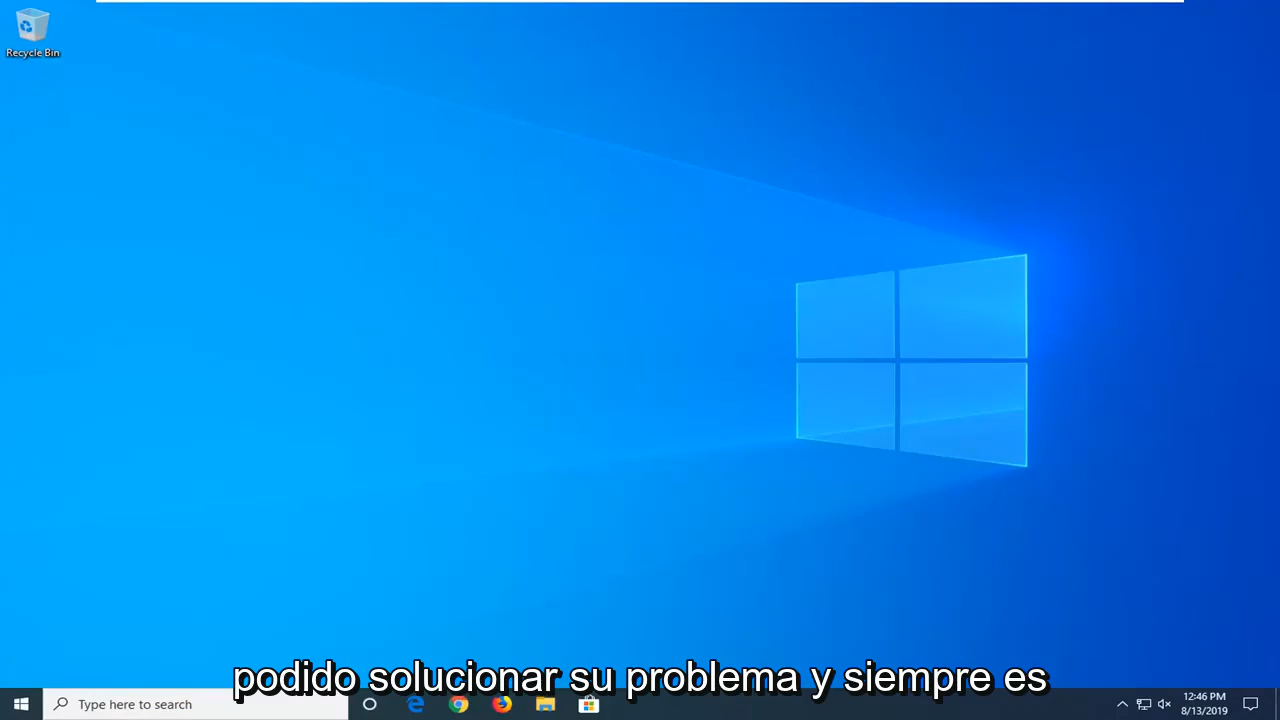 Recycle Bin
podido solucionar su problema y siempre es
Type here to search
12:46 PM
8/13/2019